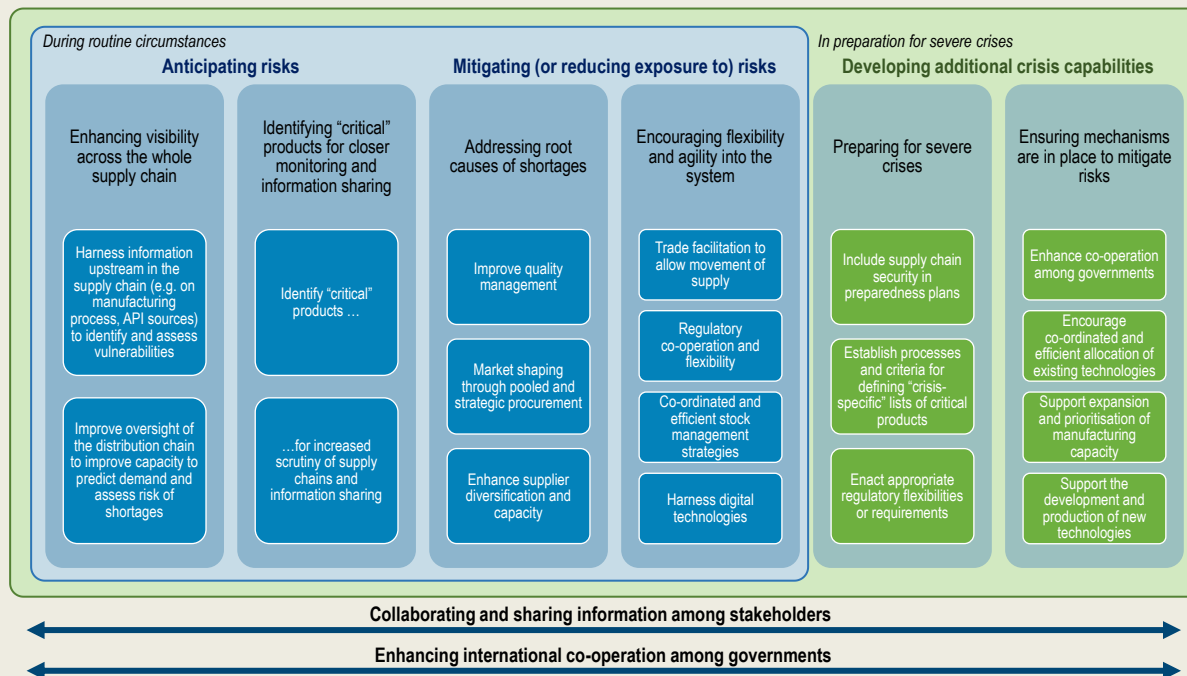 During routine circumstances
In preparation for severe crises
Anticipating risks
Mitigating (or reducing exposure to) risks
Developing additional crisis capabilities
Enhancing visibility
across the whole
supply chain
Harness information
upstream in the
supply chain (e.g. on
manufacturing
process, API sources)
to identify and assess
vulnerabilities
Improve oversight of
the distribution chain
to improve capacity to
predict demand and
assess risk of
shortages
Identifying “critical”
products for closer
monitoring and
information sharing
Identify “critical”
products …
…for increased
scrutiny of supply
chains and
information sharing
Addressing root
causes of shortages
Improve quality
management
Market shaping
through pooled and
strategic procurement
Enhance supplier
diversification and
capacity
Encouraging flexibility
and agility into the
system
Trade facilitation to
allow movement of
supply
Regulatory
co-operation and
flexibility
Co-ordinated and
efficient stock
management
strategies
Harness digital
technologies
Preparing for severe
crises
Include supply chain
security in
preparedness plans
Establish processes
and criteria for
defining “crisis-
specific” lists of critical
products
Enact appropriate
regulatory flexibilities
or requirements
Ensuring mechanisms
are in place to mitigate
risks
Enhance co-operation
among governments
Encourage
co-ordinated and
efficient allocation of
existing technologies
Support expansion
and prioritisation of
manufacturing
capacity
Support the
development and
production of new
technologies
Collaborating and sharing information among stakeholders
Enhancing international co-operation among governments